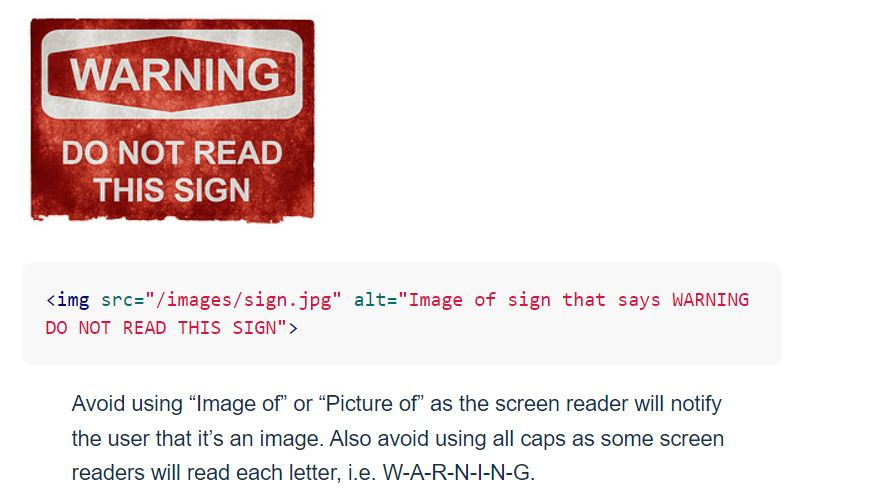 WARNING
DO NOT READ
THIS SIGN
<img src="/images/sign.jpg" alt="Image of sign that says WARNING
DO NOT READ THIS SIGN">
Avoid using “Image of” or “Picture of” as the screen reader will notify
the user that it’s an image. Also avoid using all caps as some screen
readers will read each letter, i.e. W-A-R-N-I-N-G.